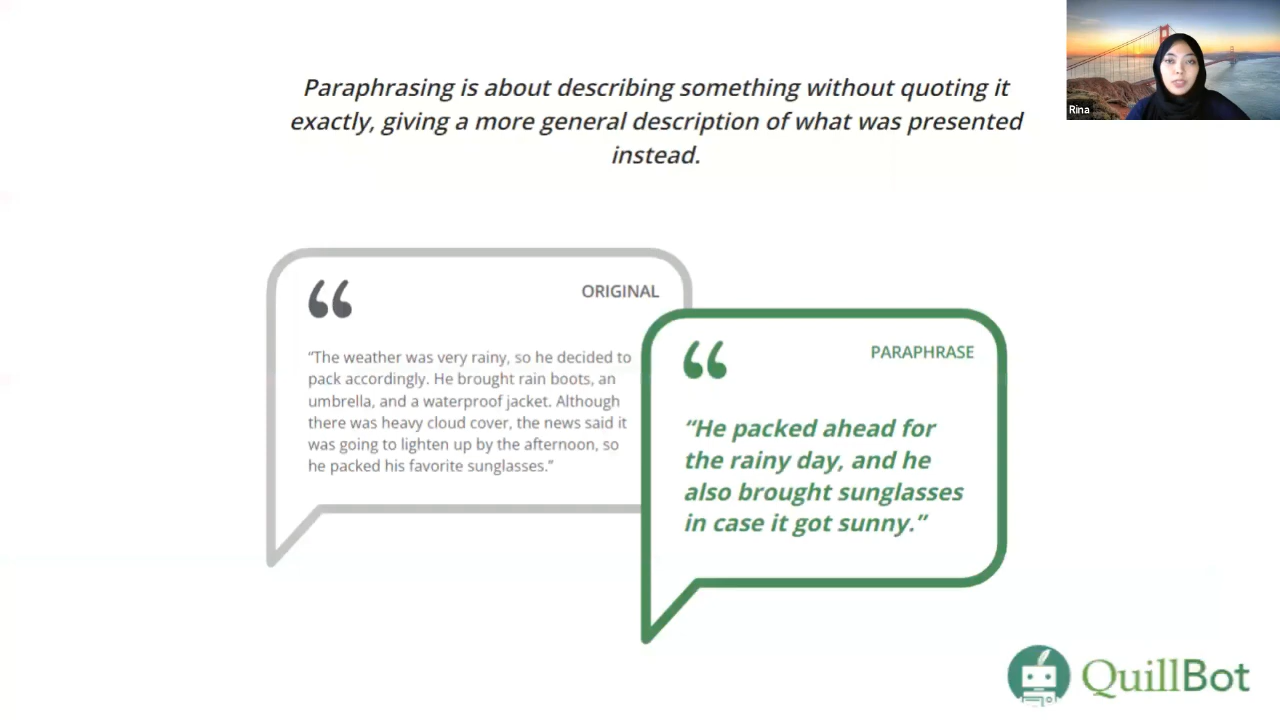 Paraphrasing is about describing something without quoting it
exactly, giving a more general description of what was presented
instead.
Rina
“
ORIGINAL
“The weather was very rainy, so he decided to
pack accordingly. He brought rain boots, an
umbrella, and a waterproof jacket. Although
there was heavy cloud cover, the news said it
was going to lighten up by the afternoon, so
he packed his favorite sunglasses.”
“
PARAPHRASE
“He packed ahead for
the rainy day, and he
also brought sunglasses
in case it got sunny.”
QuillBot